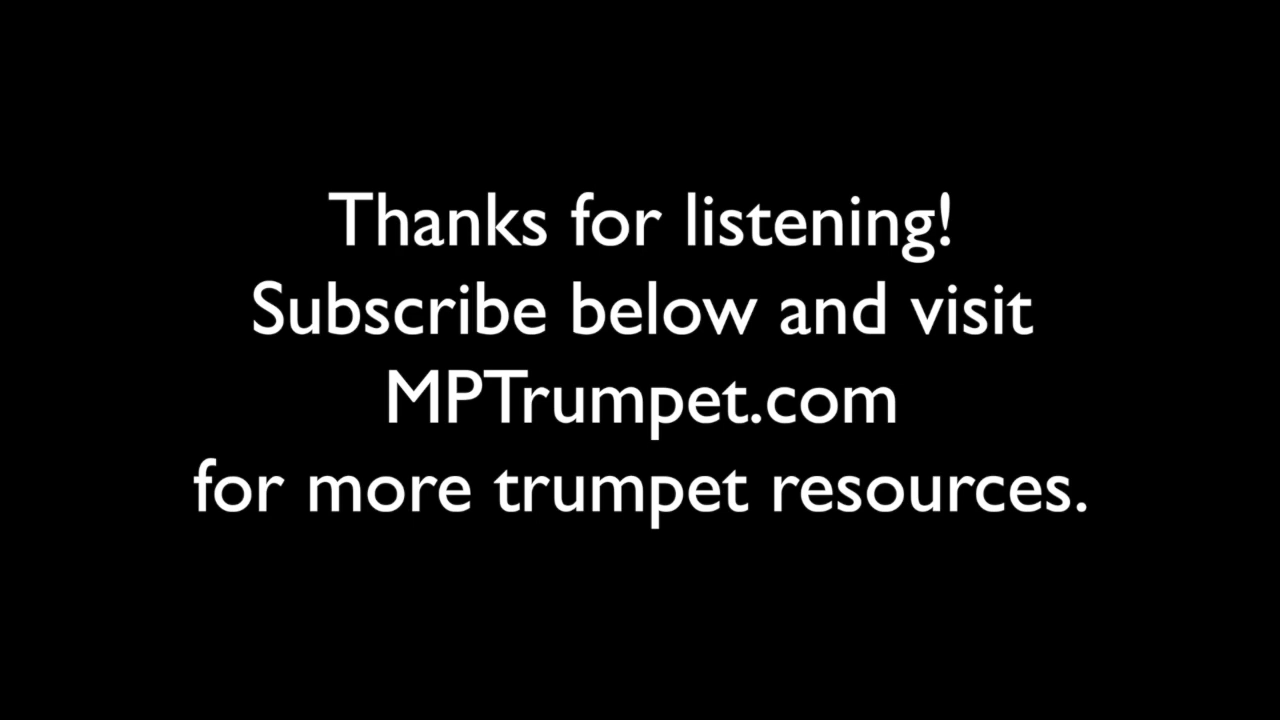 Thanks for listening!
Subscribe below and visit
MPTrumpet.com
for more trumpet resources.